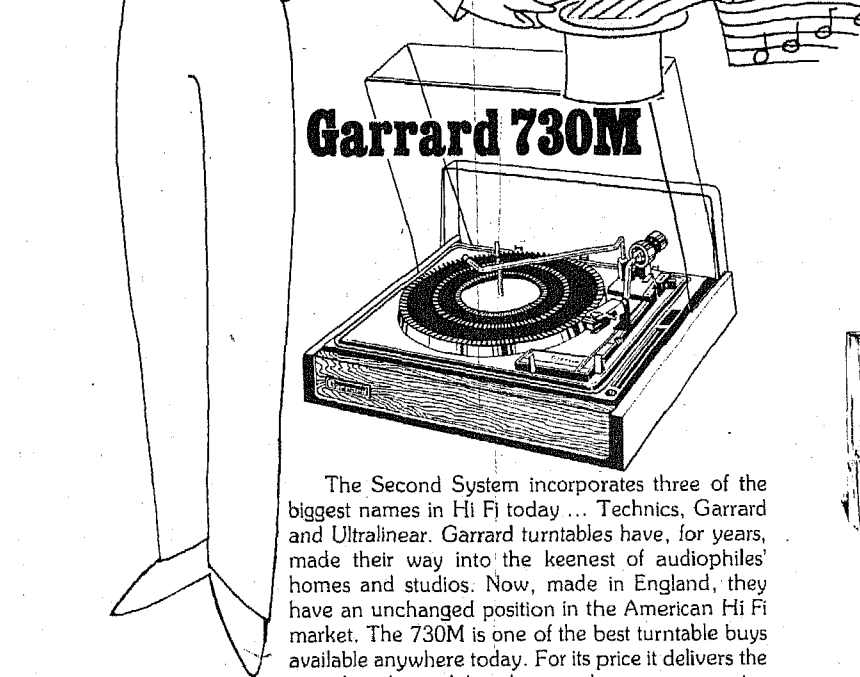 Garrard 730M
Garrard
The Second System incorporates three of the
biggest names in Hi Fi today ... Technics, Garrard
and Ultralinear. Garrard turntables have, for years,
made their way into the keenest of audiophiles'
homes and studios. Now, made in England, they
have an unchanged position in the American Hi Fi
market. The 730M is one of the best turntable buys
available anywhere today. For its price it delivers the